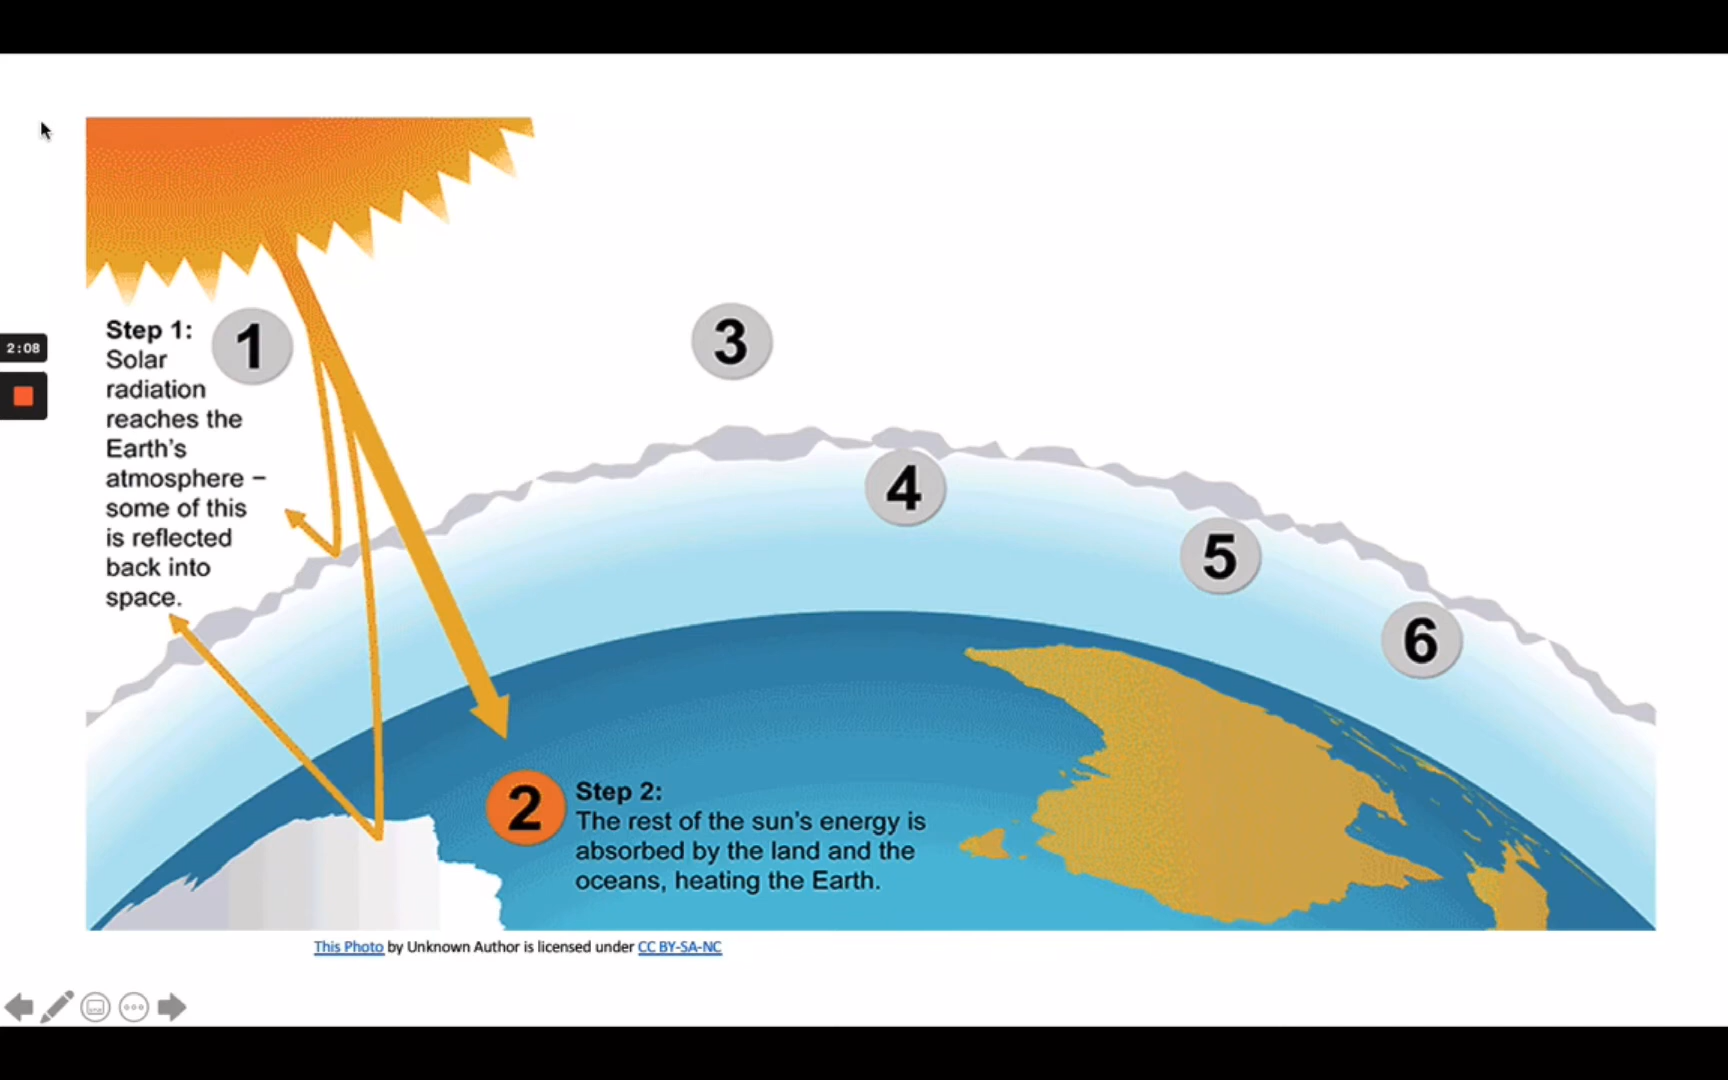 2:08
Step 1:
Solar
radiation
reaches the
Earth's
atmosphere –
some of this
is reflected
back into
space.
1
3
4
5
6
2
Step 2:
The rest of the sun's energy is
absorbed by the land and the
oceans, heating the Earth.
This Photo by Unknown Author is licensed under CC BY-SA-NC